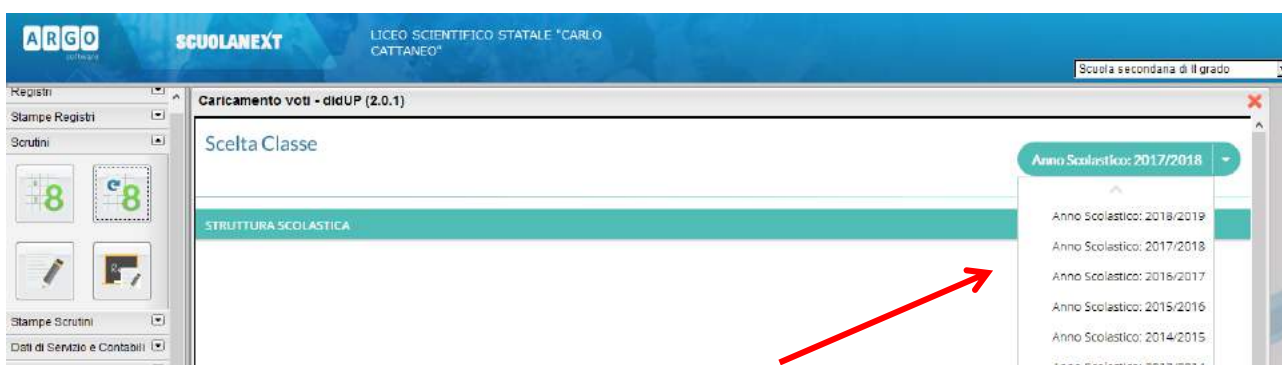 ARGO
software
SCUOLANEXT
LICEO SCIENTIFICO STATALE "CARLO
CATTANEO"
Scuola secondaria di II grado
Registri
Stampe Registri
Scrutini
8
8
Stampe Scrutini
Dati di Servizio e Contabili
Caricamento voti - didUP (2.0.1)
Scelta Classe
Anno Scolastico: 2017/2018
STRUTTURA SCOLASTICA
Anno Scolastico: 2018/2019
Anno Scolastico: 2017/2018
Anno Scolastico: 2016/2017
Anno Scolastico: 2015/2016
Anno Scolastico: 2014/2015